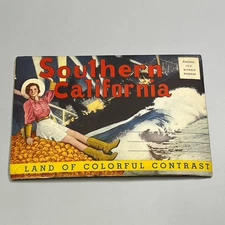 Southern
California
LAND OF COLORFUL CONTRAST